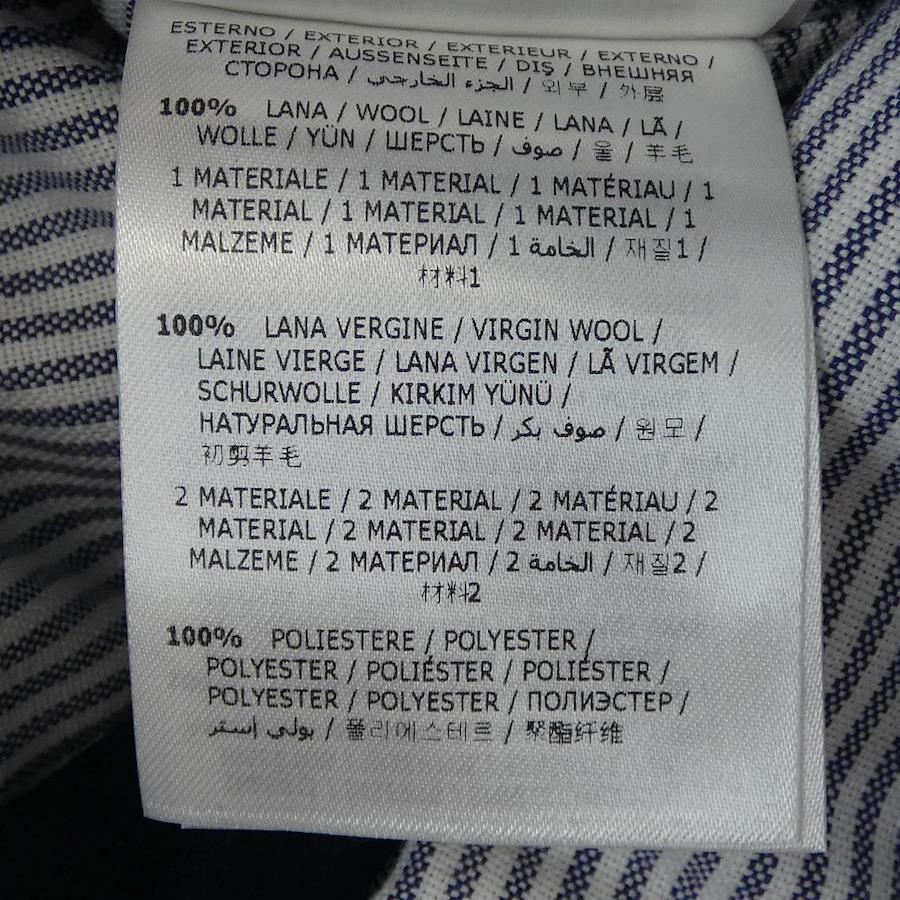 ESTERNO / EXTERIOR / EXTERIEUR / EXTERNO /
EXTERIOR / AUSSENSEITE / DIŞ / ВНЕШНЯЯ
СТОРОНА / الجزء الخارجي / 외부 / 外层
100% LANA / WOOL / LAINE / LANA / LÃ /
WOLLE / YÜN / ШЕРСТЬ / صوف / 울 / 羊毛
1 MATERIALE / 1 MATERIAL / 1 MATÉRIAU / 1
MATERIAL / 1 MATERIAL / 1 MATERIAL / 1
MALZEME / 1 МАТЕРИАЛ / الخامة 1 / 재질1 /
材料1
100% LANA VERGINE / VIRGIN WOOL /
LAINE VIERGE / LANA VIRGEN / LÃ VIRGEM /
SCHURWOLLE / KIRKIM YÜNÜ /
НАТУРАЛЬНАЯ ШЕРСТЬ / صوف بكر / 원모 /
初剪羊毛
2 MATERIALE / 2 MATERIAL / 2 MATÉRIAU / 2
MATERIAL / 2 MATERIAL / 2 MATERIAL / 2
MALZEME / 2 МАТЕРИАЛ / الخامة 2 / 재질2 /
材料2
100% POLIESTERE / POLYESTER /
POLYESTER / POLIÉSTER / POLIÉSTER /
POLYESTER / POLYESTER / ПОЛИЭСТЕР /
بولي إستر / 폴리에스테르 / 聚酯纤维